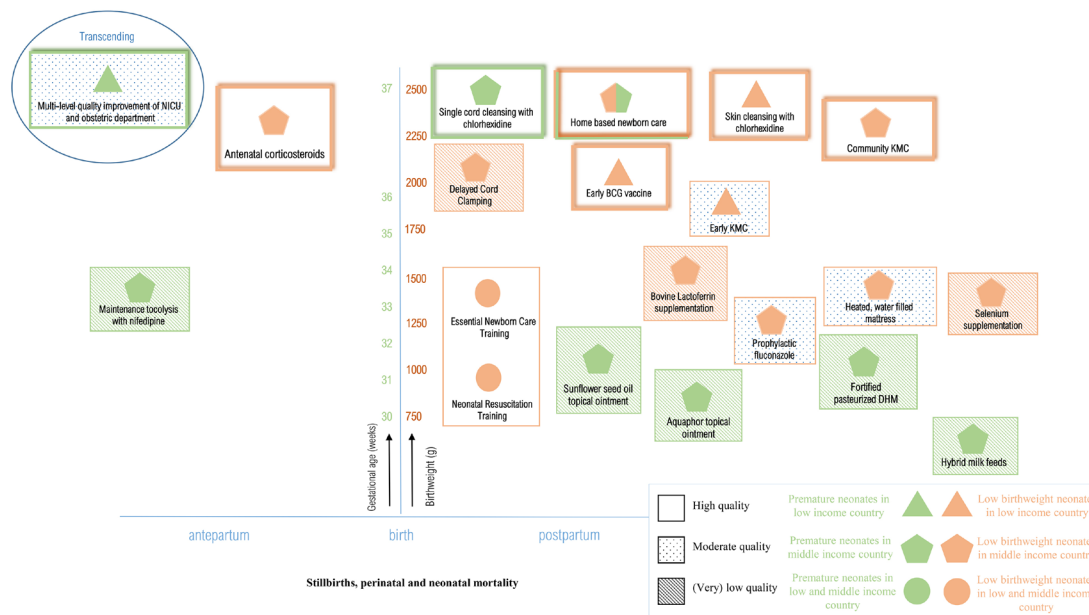 Transcending
Multi-level quality improvement of NICU
and obstetric department
Antenatal corticosteroids
Maintenance tocolysis
with nifedipine
37
36
35
34
33
32
31
30
Gestational age (weeks)
2500
2250
2000
1750
1500
1250
1000
750
Birthweight (g)
Single cord cleansing with
chlorhexidine
Home based newborn care
Skin cleansing with
chlorhexidine
Community KMC
Delayed Cord
Clamping
Early BCG vaccine
Early KMC
Essential Newborn Care
Training
Neonatal Resuscitation
Training
Bovine Lactoferrin
supplementation
Prophylactic
fluconazole
Heated, water filled
mattress
Selenium
supplementation
Sunflower seed oil
topical ointment
Aquaphor topical
ointment
Fortified
pasteurized DHM
Hybrid milk feeds
antepartum
birth
postpartum
Stillbirths, perinatal and neonatal mortality
High quality
Moderate quality
(Very) low quality
Premature neonates in
low income country
Low birthweight neonate
in low income country
Premature neonates in
middle income country
Low birthweight neonate
in middle income country
Premature neonates in
low and middle income
country
Low birthweight neonate
in low and middle income
country